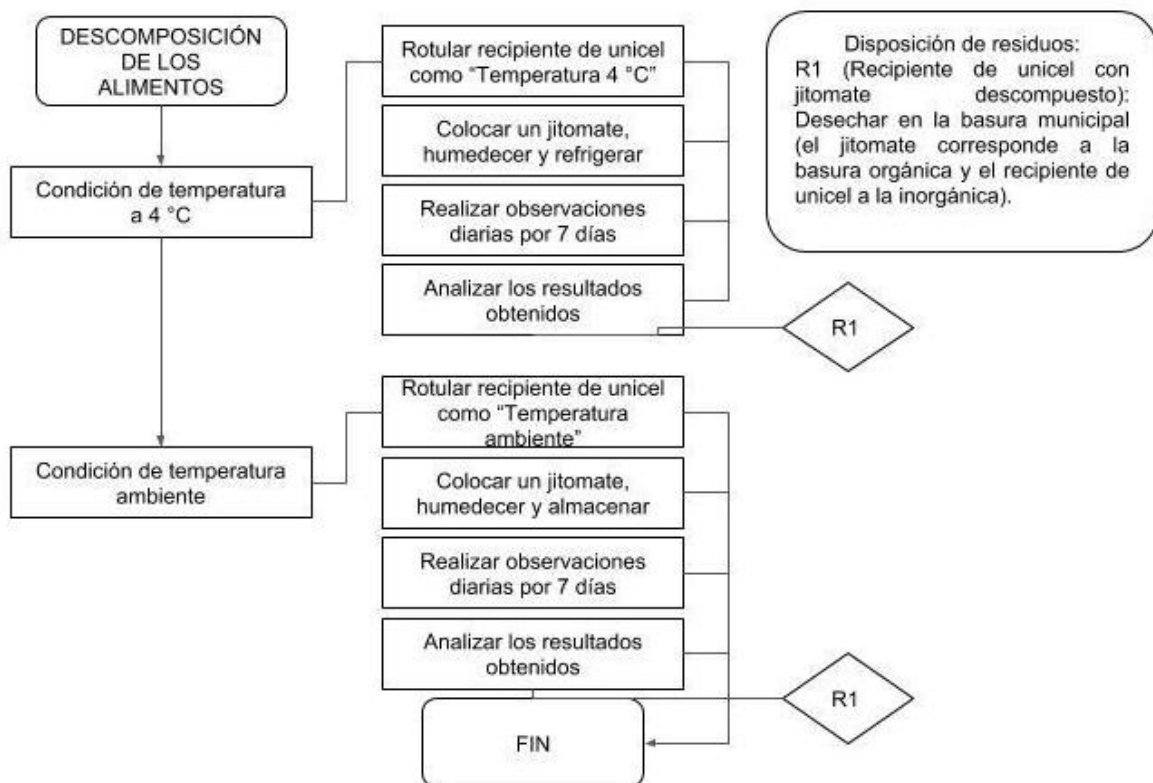 DESCOMPOSICIÓN
DE LOS
ALIMENTOS
Condición de temperatura
a 4 °C
Rotular recipiente de unicel
como “Temperatura 4 °C”
Colocar un jitomate,
humedecer y refrigerar
Realizar observaciones
diarias por 7 días
Analizar los resultados
obtenidos
R1
Disposición de residuos:
R1 (Recipiente de unicel con
jitomate descompuesto):
Desechar en la basura municipal
(el jitomate corresponde a la
basura orgánica y el recipiente de
unicel a la inorgánica).
Condición de temperatura
ambiente
Rotular recipiente de unicel
como “Temperatura
ambiente”
Colocar un jitomate,
humedecer y almacenar
Realizar observaciones
diarias por 7 días
Analizar los resultados
obtenidos
R1
FIN